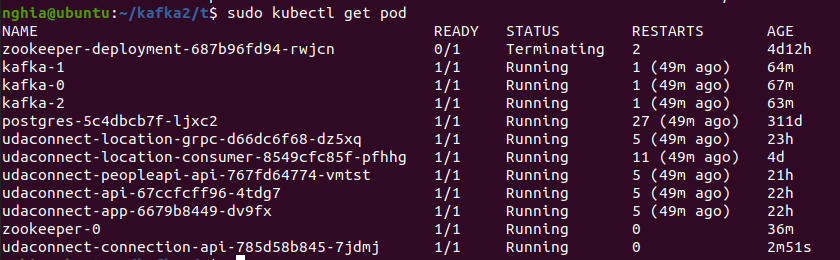 nghia@ubuntu:~/kafka2/t$ sudo kubectl get pod
NAME READY STATUS RESTARTS AGE
zookeeper-deployment-687b96fd94-rwjcn 0/1 Terminating 2 4d12h
kafka-1 1/1 Running 1 (49m ago) 64m
kafka-0 1/1 Running 1 (49m ago) 67m
kafka-2 1/1 Running 1 (49m ago) 63m
postgres-5c4dbcb7f-ljxc2 1/1 Running 27 (49m ago) 311d
udaconnect-location-grpc-d66dc6f68-dz5xq 1/1 Running 5 (49m ago) 23h
udaconnect-location-consumer-8549cfc85f-pfhhg 1/1 Running 11 (49m ago) 4d
udaconnect-peopleapi-api-767fd64774-vmtst 1/1 Running 5 (49m ago) 21h
udaconnect-api-67ccfcff96-4tdg7 1/1 Running 5 (49m ago) 22h
udaconnect-app-6679b8449-dv9fx 1/1 Running 5 (49m ago) 22h
zookeeper-0 1/1 Running 0 36m
udaconnect-connection-api-785d58b845-7jdmj 1/1 Running 0 2m51s